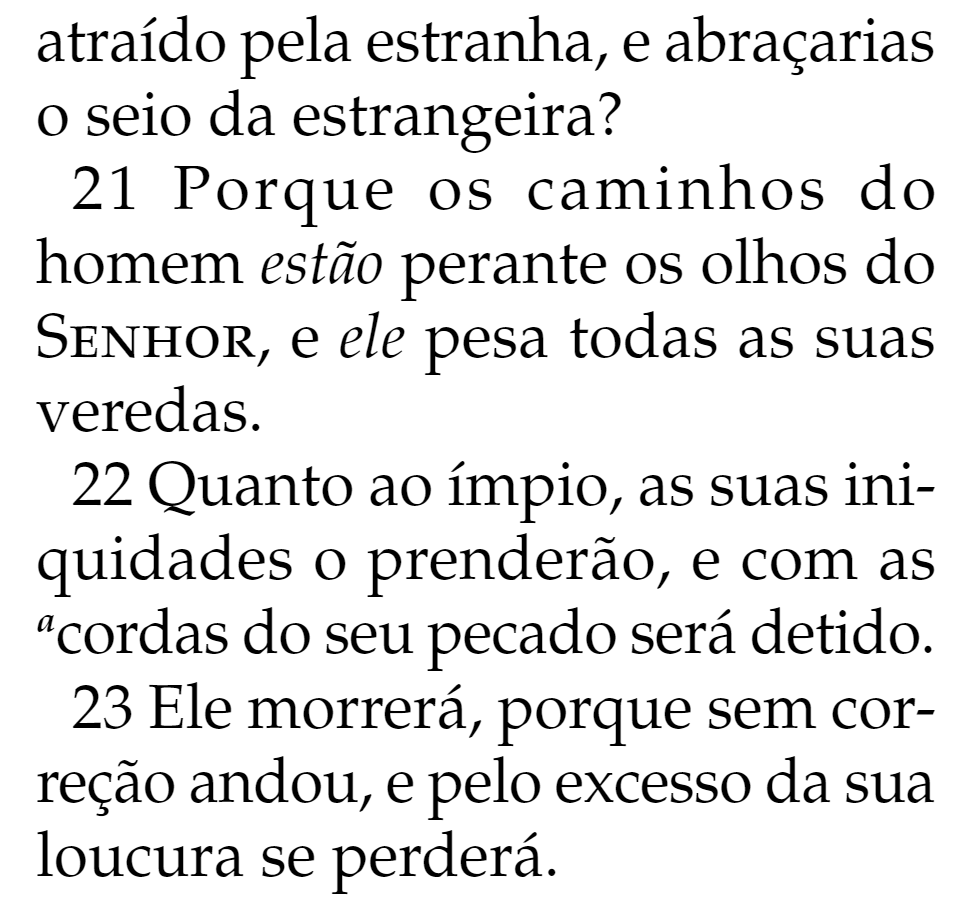 atraído pela estranha, e abraçarias
o seio da estrangeira?
21 Porque os caminhos do
homem estão perante os olhos do
SENHOR, e ele pesa todas as suas
veredas.
22 Quanto ao ímpio, as suas ini-
quidades o prenderão, e com as
ᵃcordas do seu pecado será detido.
23 Ele morrerá, porque sem cor-
reção andou, e pelo excesso da sua
loucura se perderá.